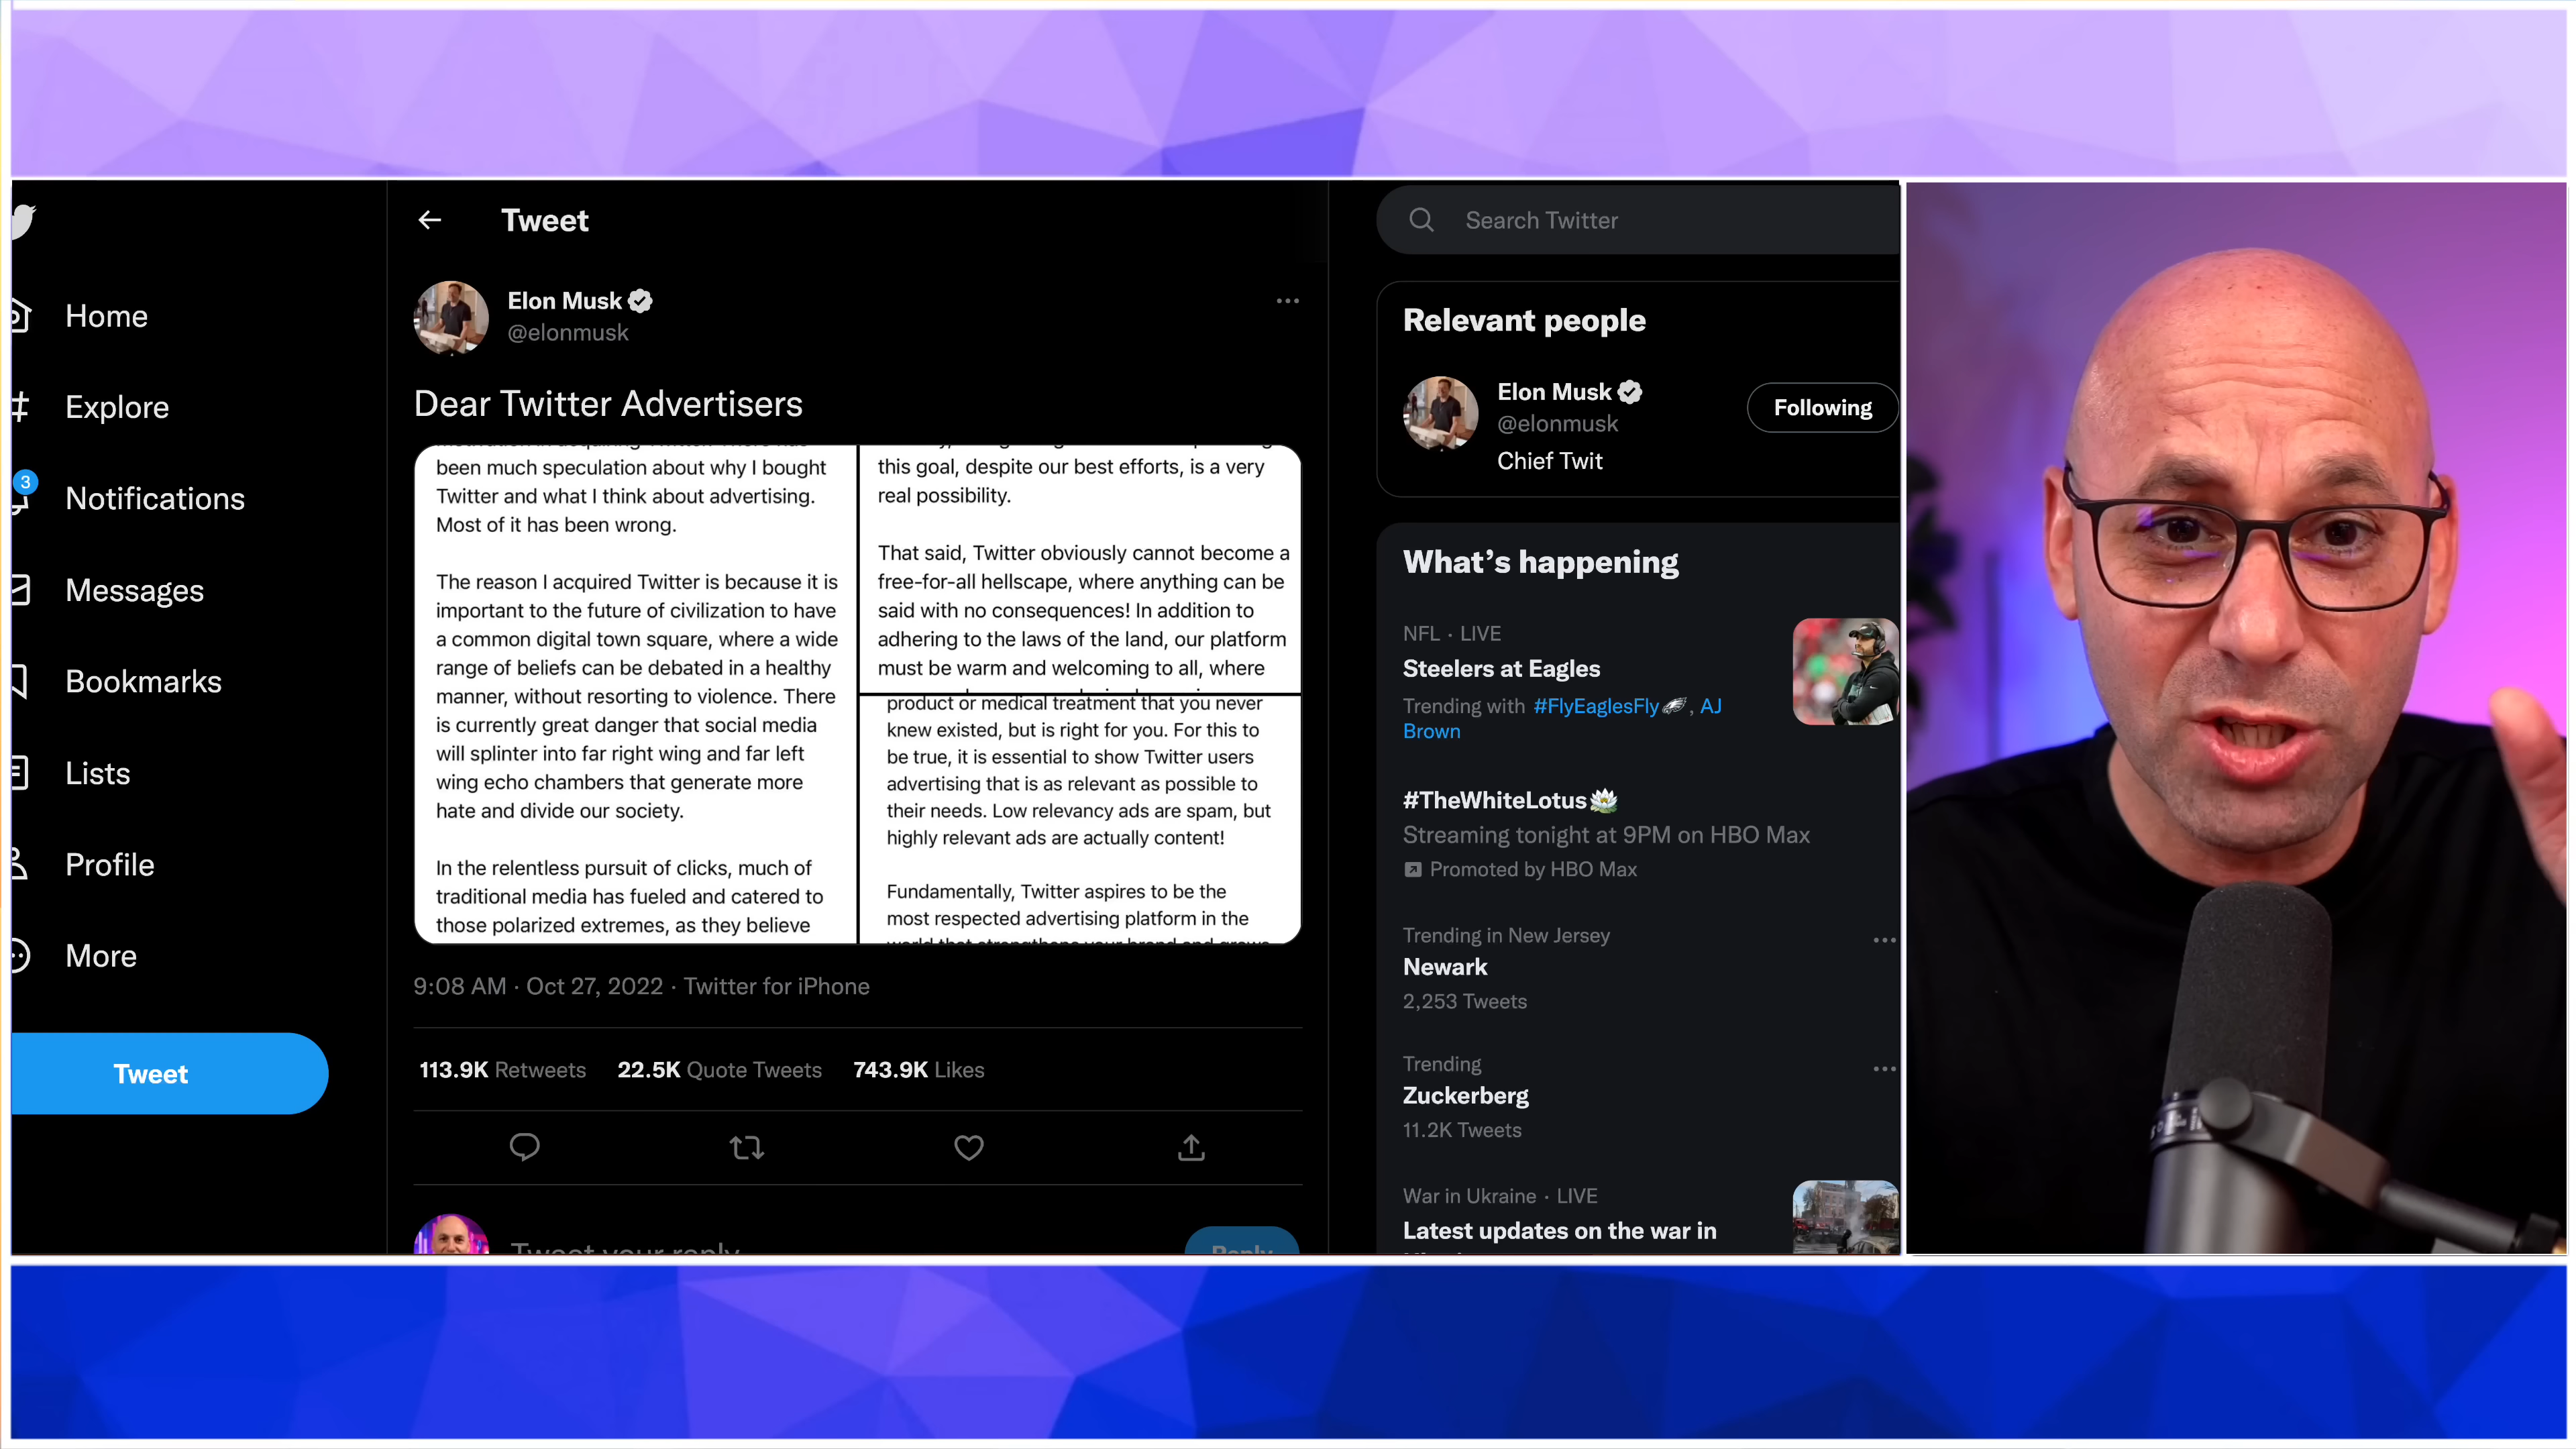 Home
Explore
3
Notifications
Messages
Bookmarks
Lists
Profile
More
Tweet
Tweet
Elon Musk
@elonmusk
Dear Twitter Advertisers
been much speculation about why I bought
Twitter and what I think about advertising.
Most of it has been wrong.
The reason I acquired Twitter is because it is
important to the future of civilization to have
a common digital town square, where a wide
range of beliefs can be debated in a healthy
manner, without resorting to violence. There
is currently great danger that social media
will splinter into far right wing and far left
wing echo chambers that generate more
hate and divide our society.
In the relentless pursuit of clicks, much of
traditional media has fueled and catered to
those polarized extremes, as they believe
this goal, despite our best efforts, is a very
real possibility.
That said, Twitter obviously cannot become a
free-for-all hellscape, where anything can be
said with no consequences! In addition to
adhering to the laws of the land, our platform
must be warm and welcoming to all, where
product or medical treatment that you never
knew existed, but is right for you. For this to
be true, it is essential to show Twitter users
advertising that is as relevant as possible to
their needs. Low relevancy ads are spam, but
highly relevant ads are actually content!
Fundamentally, Twitter aspires to be the
most respected advertising platform in the
world that strengthens your brand and grows
9:08 AM · Oct 27, 2022 · Twitter for iPhone
113.9K Retweets 22.5K Quote Tweets 743.9K Likes
Tweet your reply
Reply
Search Twitter
Relevant people
Elon Musk
@elonmusk
Following
Chief Twit
What's happening
NFL · LIVE
Steelers at Eagles
Trending with #FlyEaglesFly, AJ
Brown
#TheWhiteLotus
Streaming tonight at 9PM on HBO Max
Promoted by HBO Max
Trending in New Jersey
Newark
2,253 Tweets
Trending
Zuckerberg
11.2K Tweets
War in Ukraine · LIVE
Latest updates on the war in